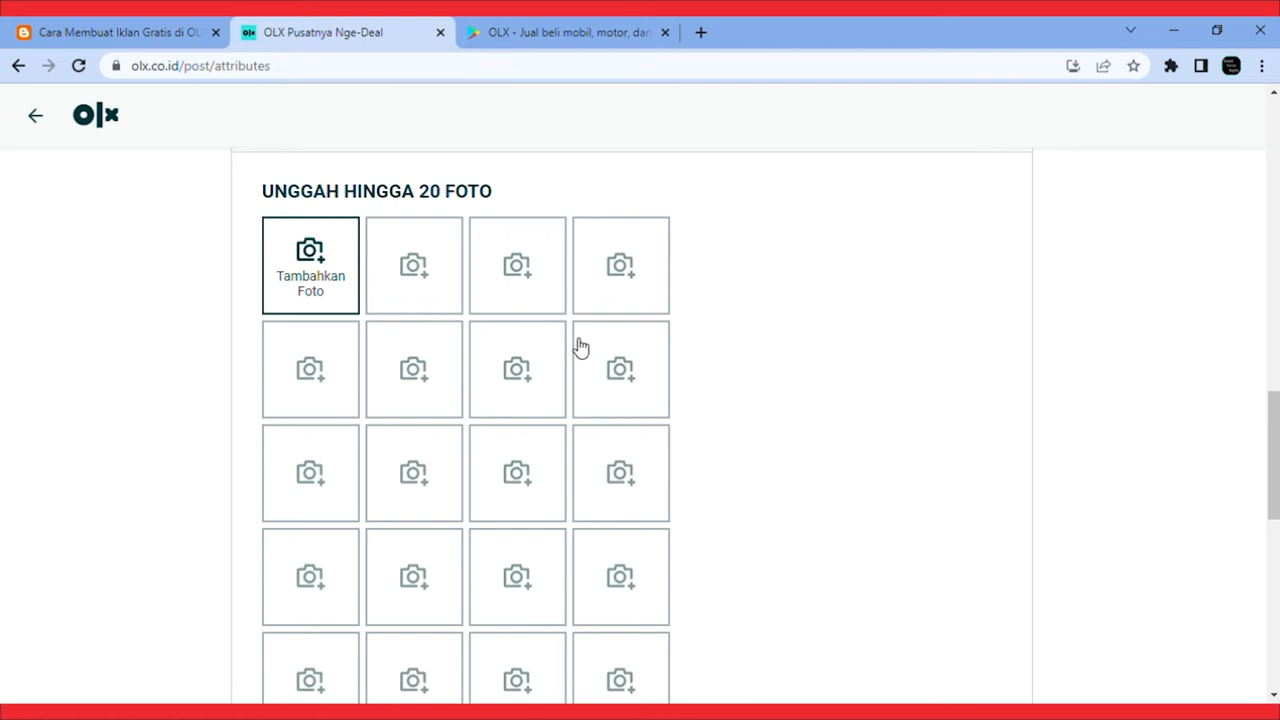 Cara Membuat Iklan Gratis di OL
OLX Pusatnya Nge-Deal
OLX - Jual beli mobil, motor, dan
olx.co.id/post/attributes
olx
UNGGAH HINGGA 20 FOTO
Tambahkan
Foto